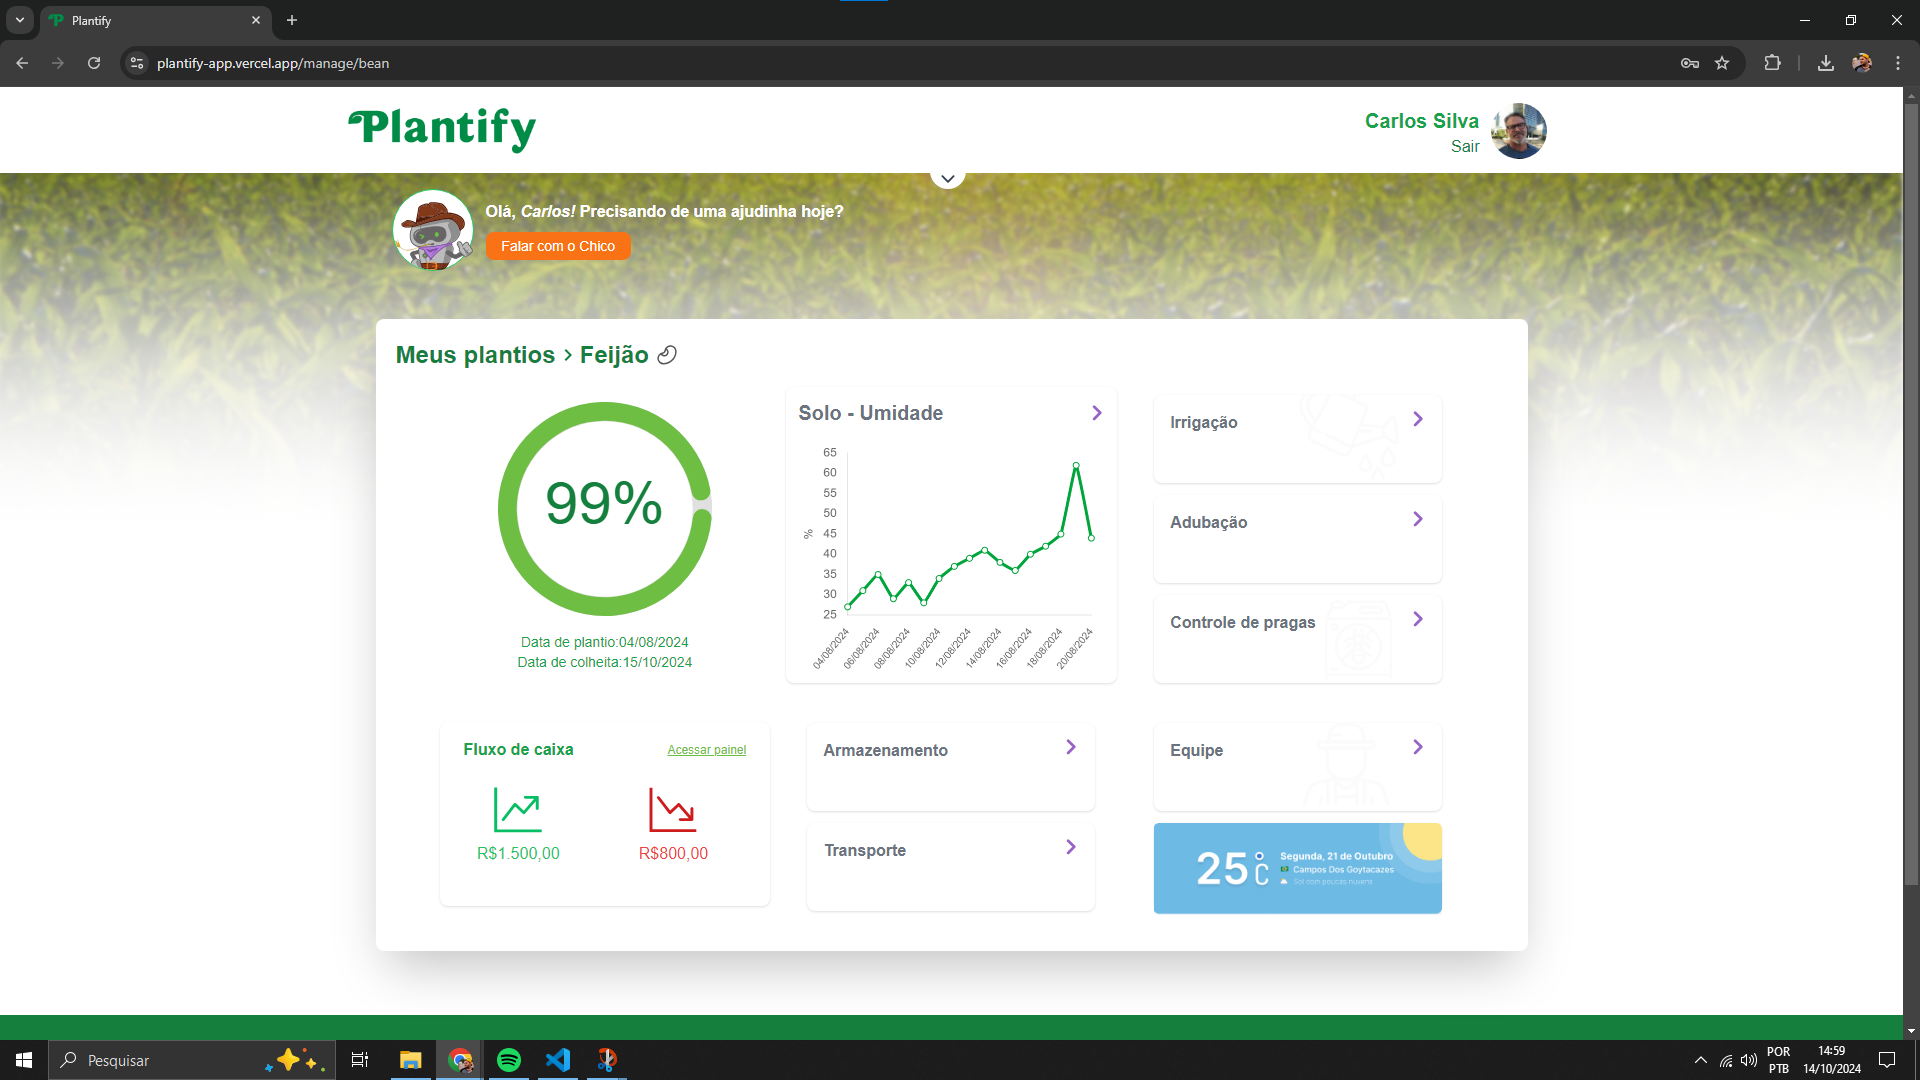 Plantify
plantify-app.vercel.app/manage/bean
Plantify
Carlos Silva
Sair
Olá, Carlos! Precisando de uma ajudinha hoje?
Falar com o Chico
Meus plantios > Feijão
99%
Data de plantio:04/08/2024
Data de colheita:15/10/2024
Solo - Umidade
65
60
55
50
45
40
35
30
25
%
04/08/2024
06/08/2024
08/08/2024
10/08/2024
12/08/2024
14/08/2024
16/08/2024
18/08/2024
20/08/2024
Irrigação
Adubação
Controle de pragas
Fluxo de caixa
Acessar painel
R$1.500,00
R$800,00
Armazenamento
Transporte
Equipe
25°C
Segunda, 21 de Outubro
Campos Dos Goytacazes
Sol com poucas nuvens
Pesquisar
POR
PTB
14:59
14/10/2024